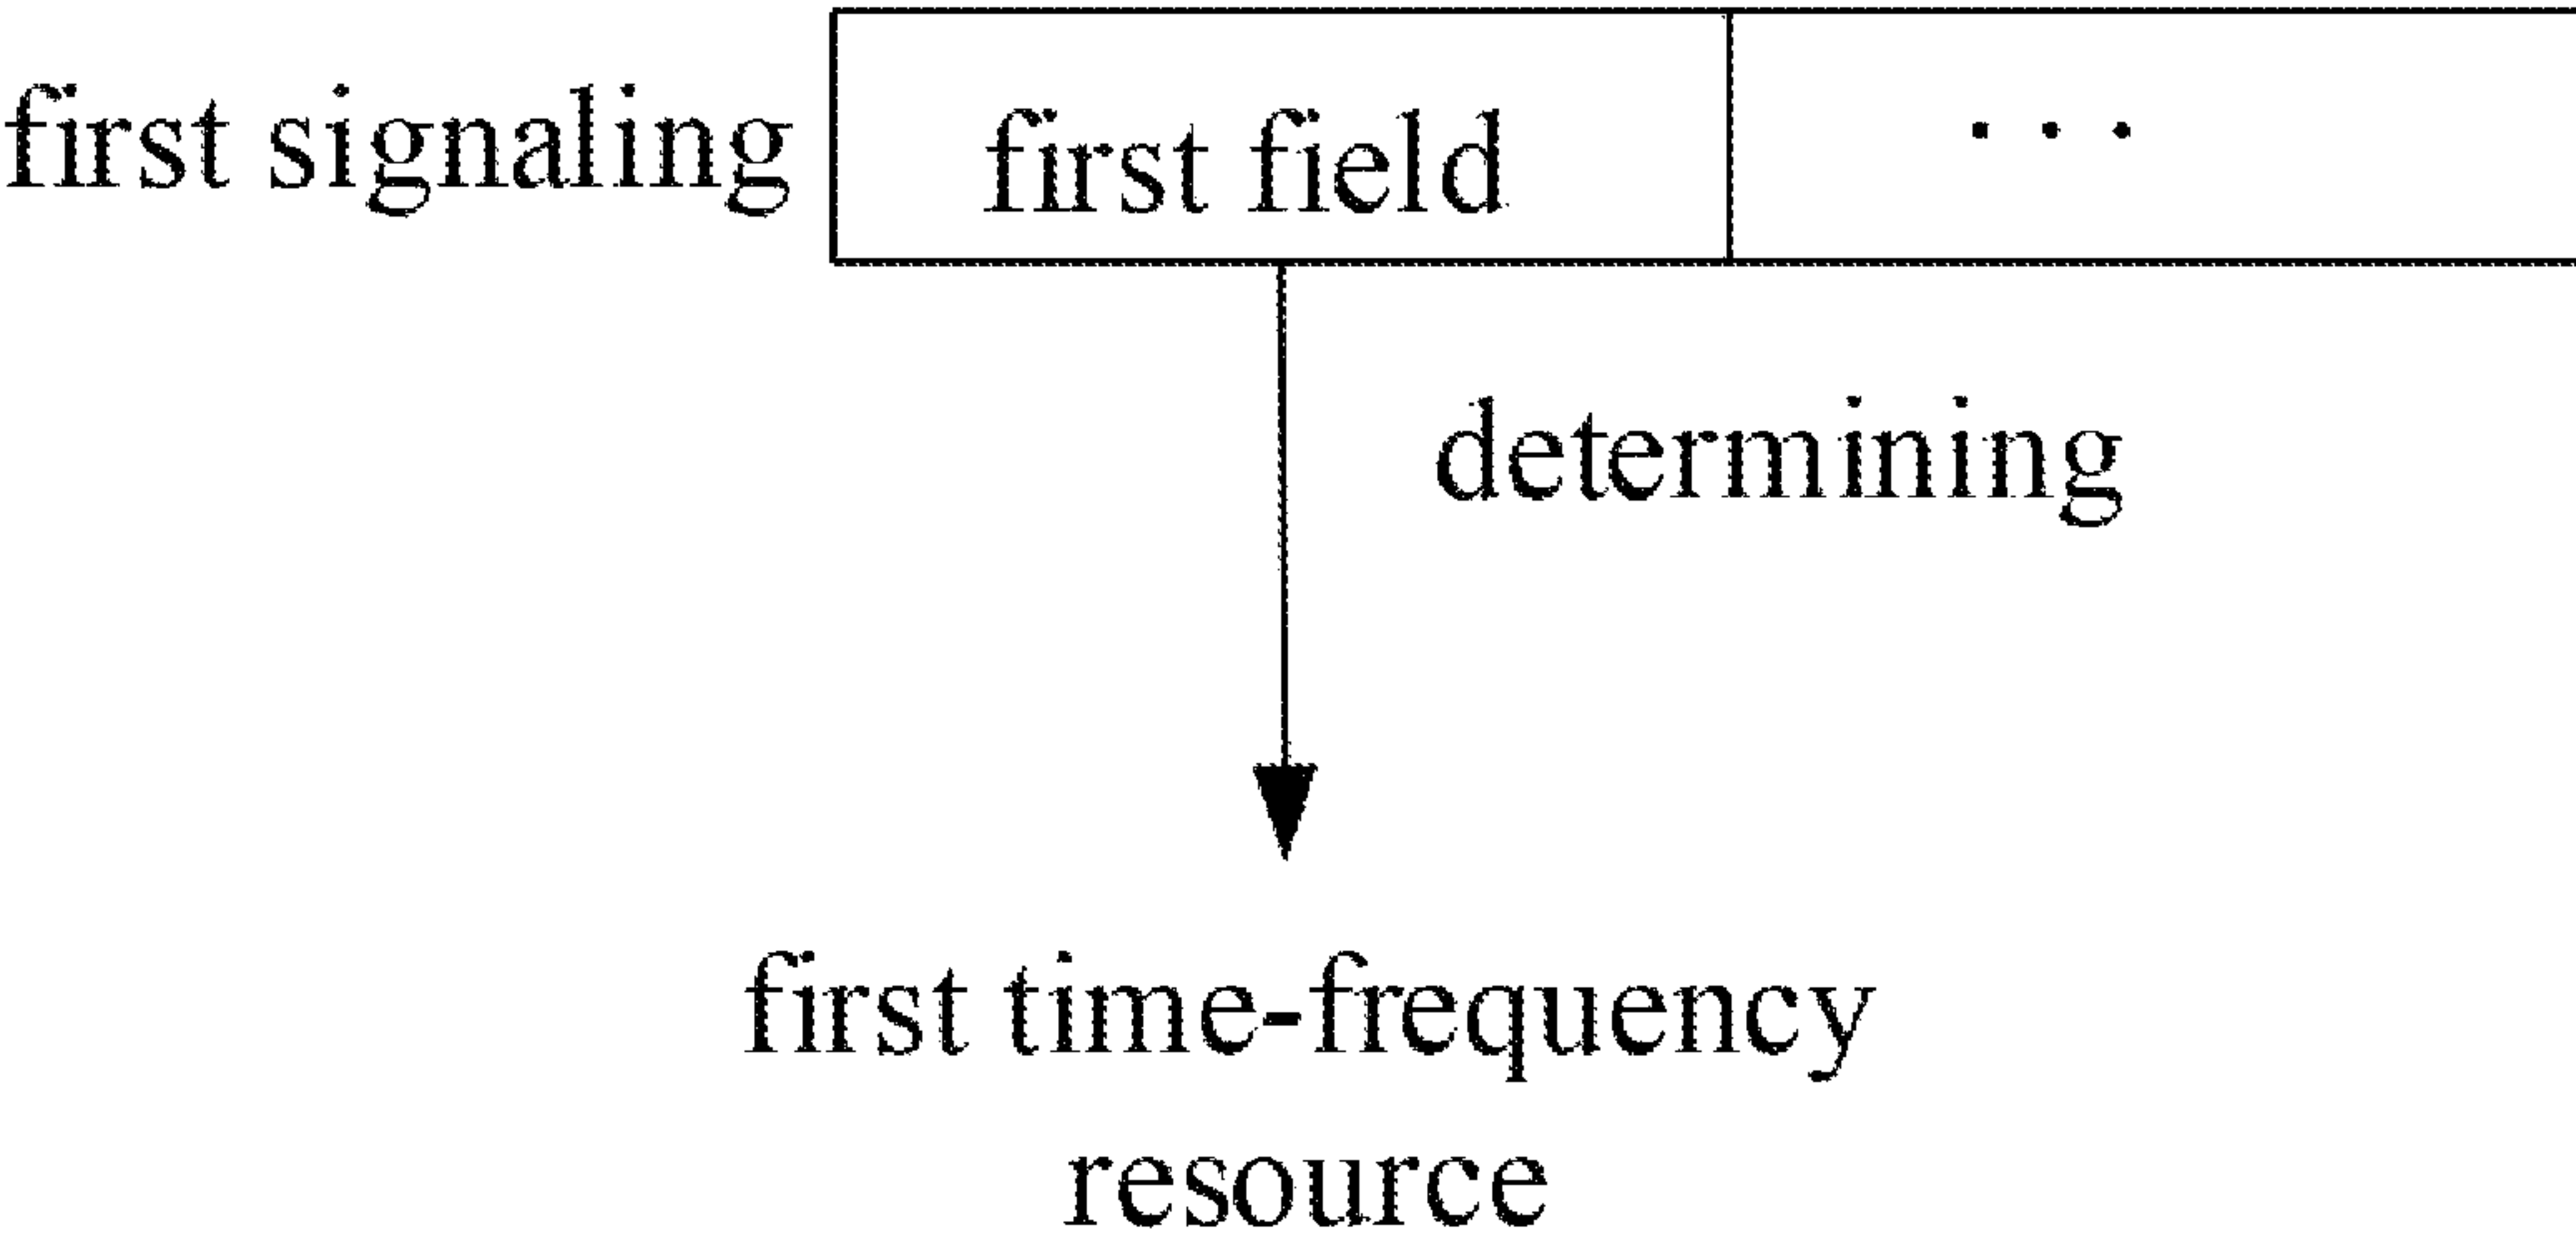 first signaling
first field
. . .
determining
first time-frequency
resource